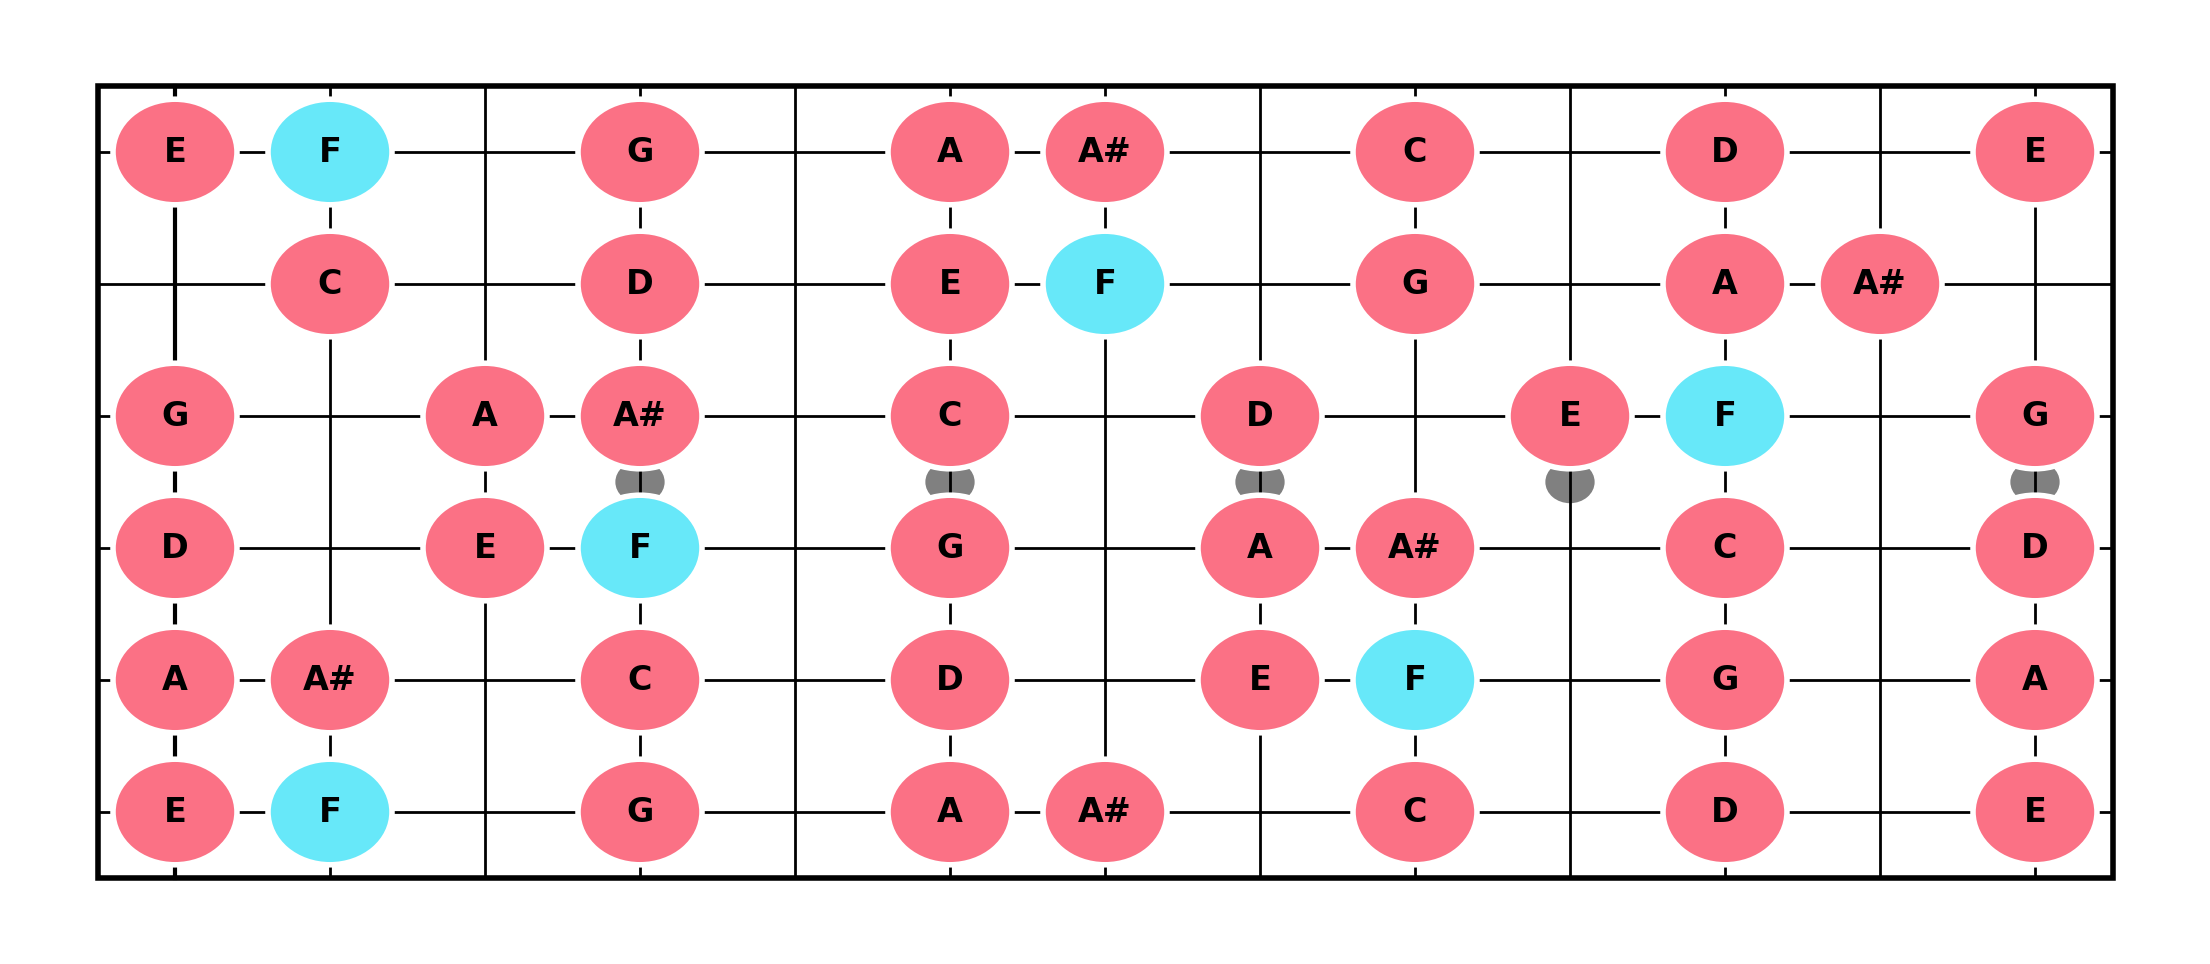 E F G A A# C D E
C D E F G A A#
G A A# C D E F G
D E F G A A# C D
A A# C D E F G A
E F G A A# C D E